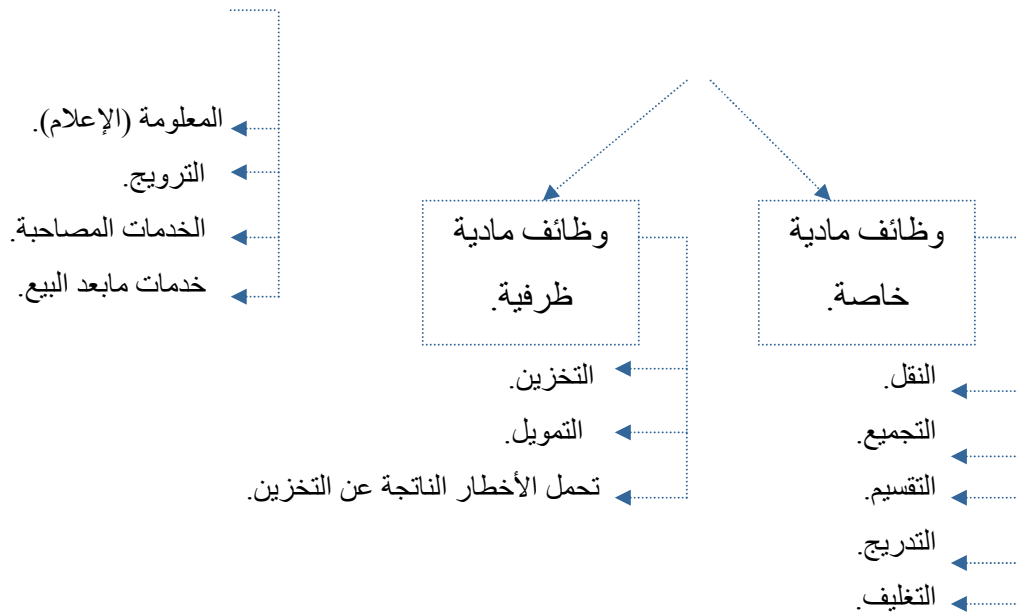 وظائف مادية
خاصة.
النقل.
التجميع.
التقسيم.
التدريج.
التغليف.
وظائف مادية
ظرفية.
التخزين.
التمويل.
تحمل الأخطار الناتجة عن التخزين.
المعلومة (الإعلام).
الترويج.
الخدمات المصاحبة.
خدمات مابعد البيع.